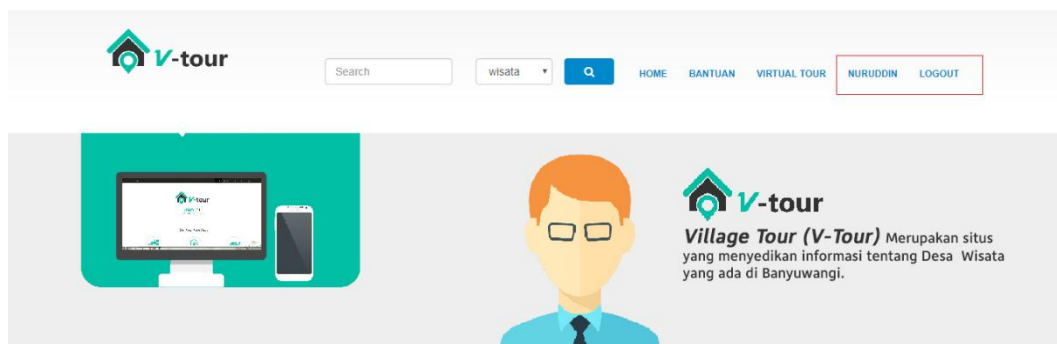 V-tour
Search
wisata
HOME BANTUAN VIRTUAL TOUR NURUDDIN LOGOUT
V-tour
V-tour
Village Tour (V-Tour) Merupakan situs
yang menyedikan informasi tentang Desa Wisata
yang ada di Banyuwangi.